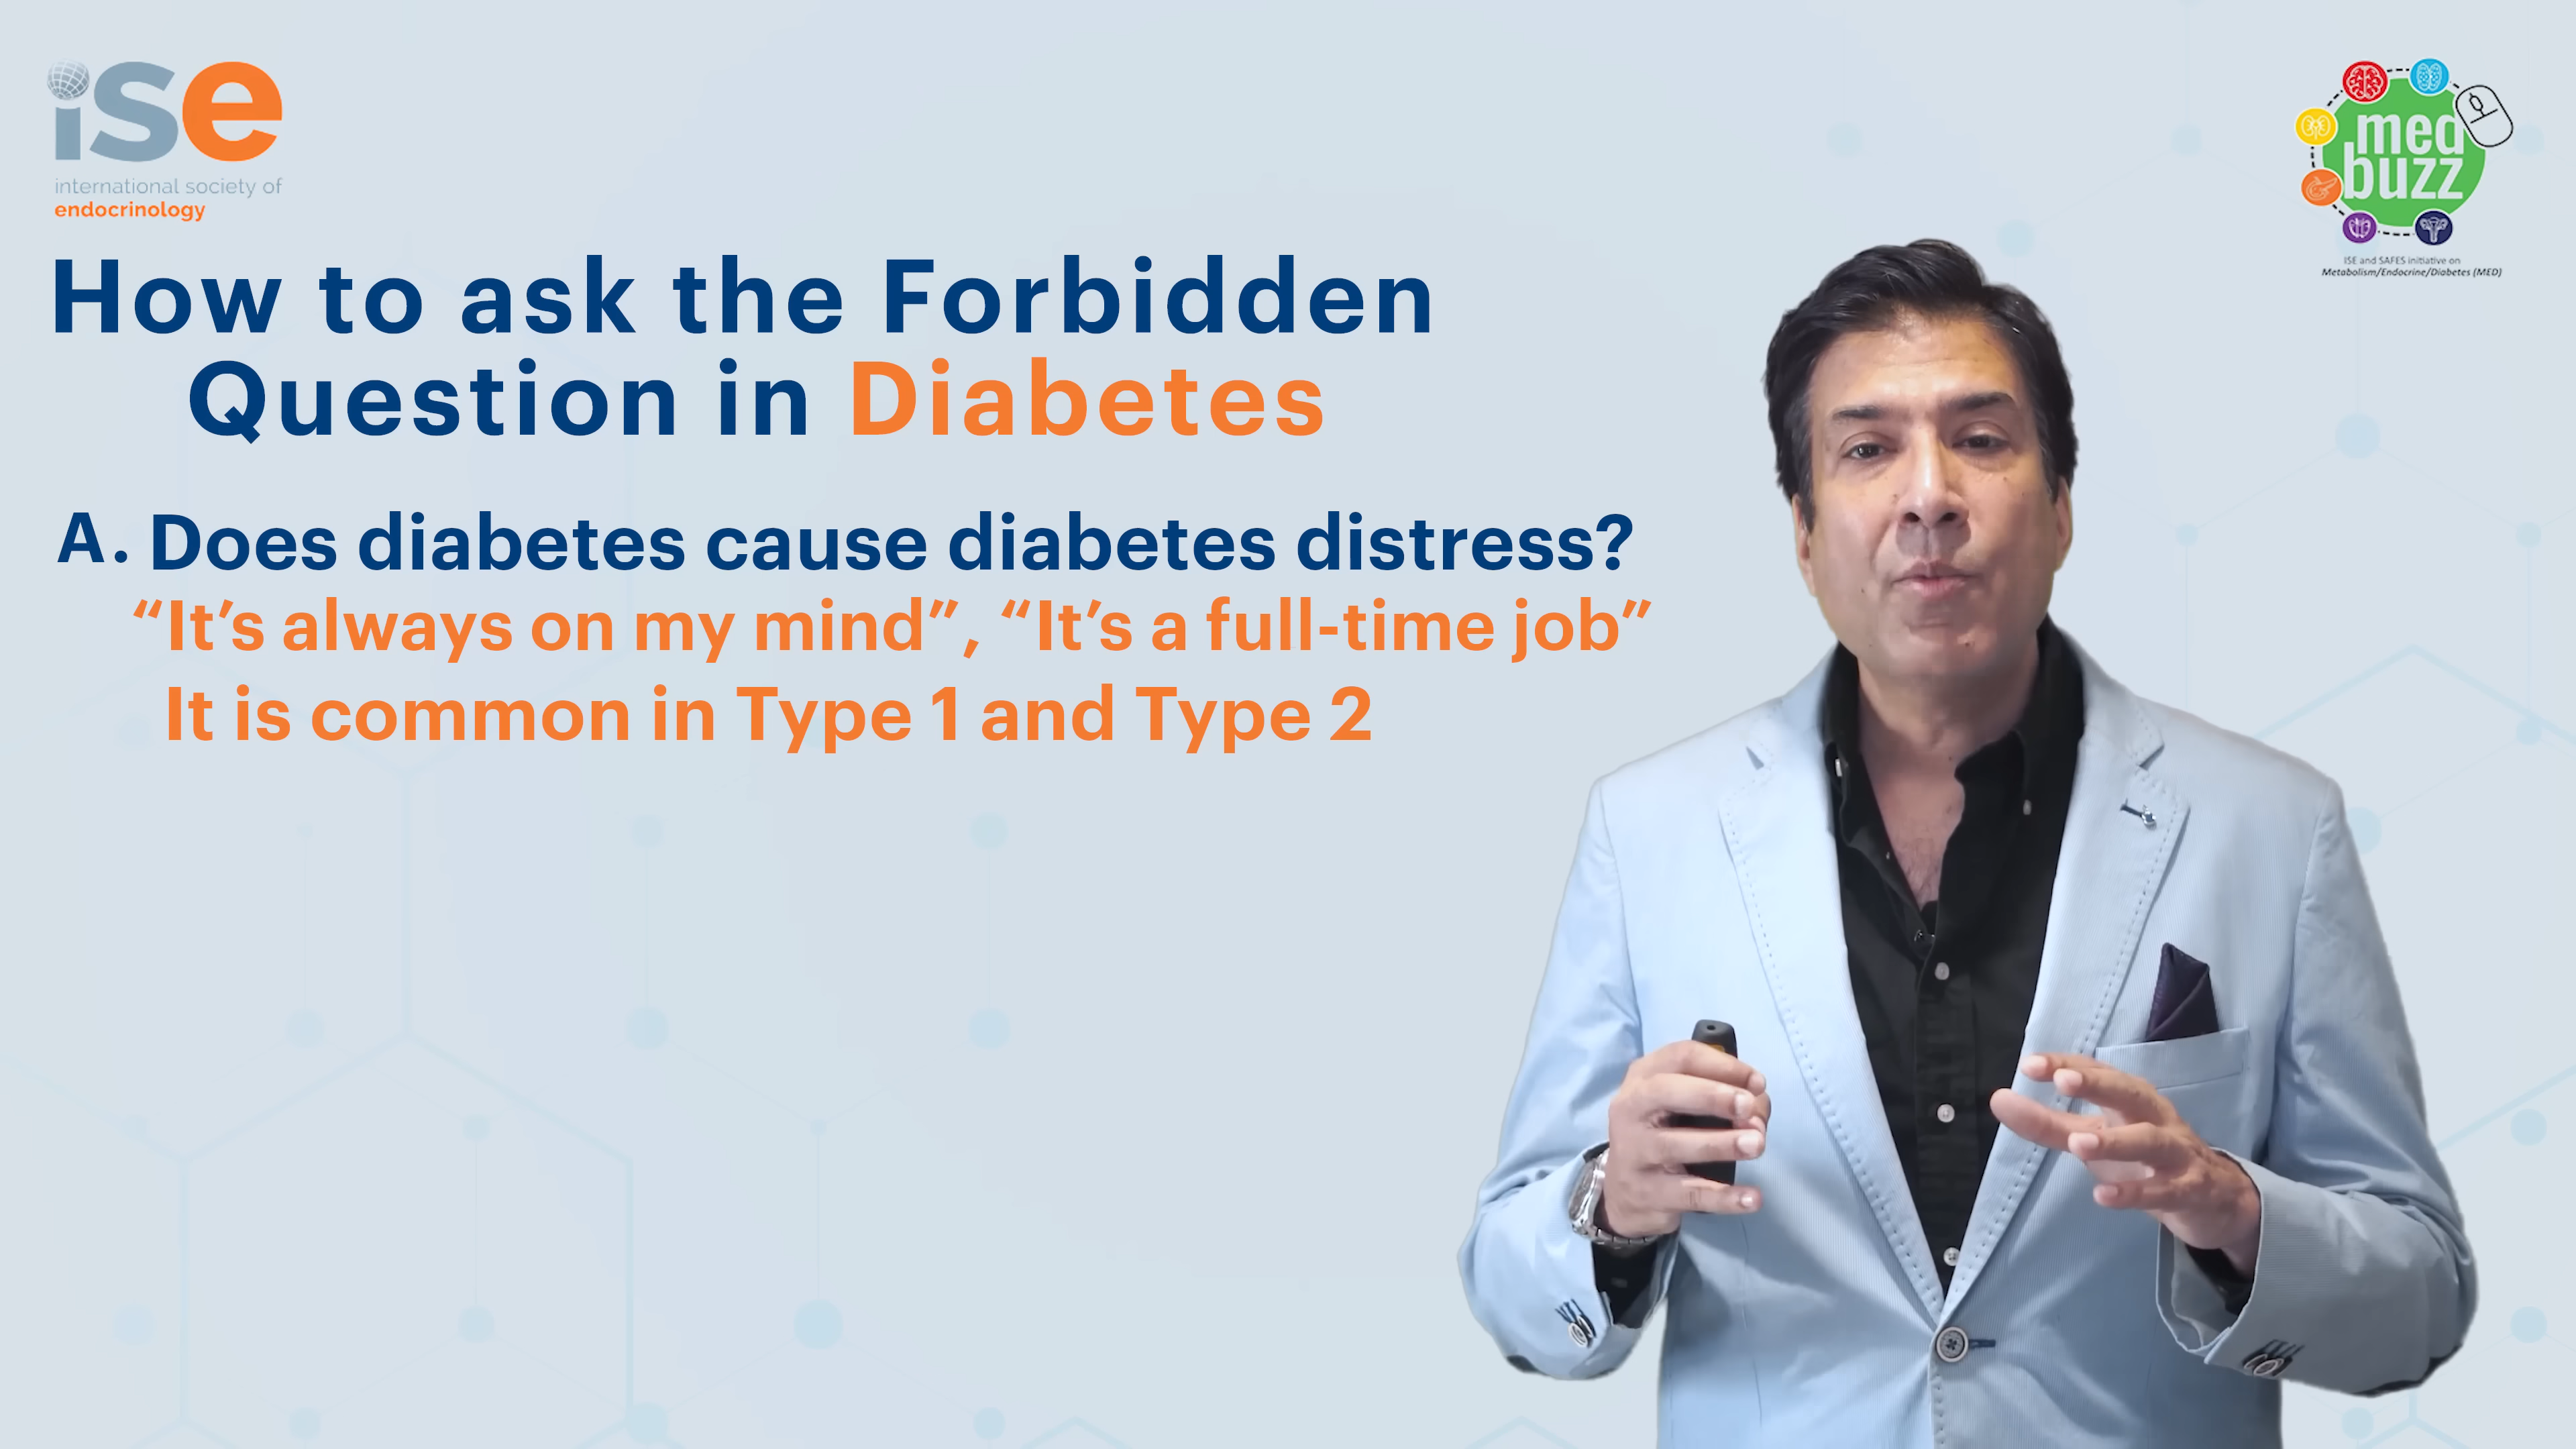 ise
international society of
endocrinology
med
buzz
ISE and SAFES initiative on
Metabolism/Endocrine/Diabetes (MED)
How to ask the Forbidden
Question in Diabetes
A. Does diabetes cause diabetes distress?
“It’s always on my mind”, “It’s a full-time job”
It is common in Type 1 and Type 2